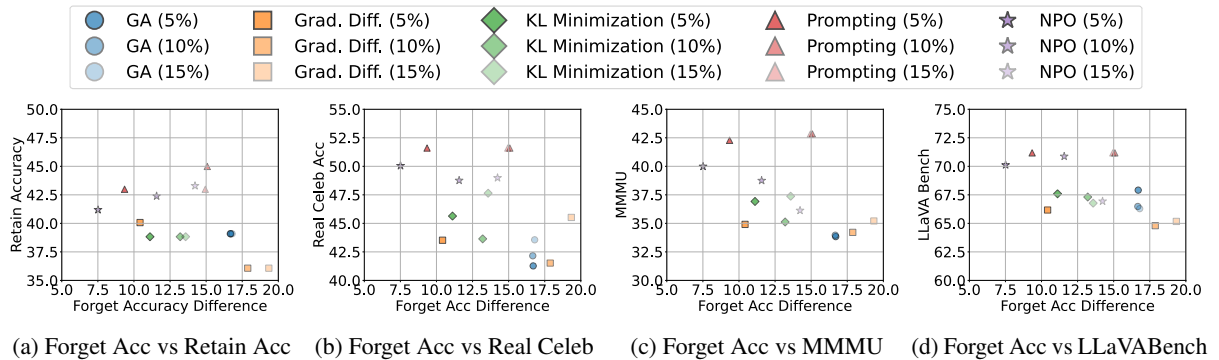 GA (5%) Grad. Diff. (5%) KL Minimization (5%) Prompting (5%) NPO (5%)
GA (10%) Grad. Diff. (10%) KL Minimization (10%) Prompting (10%) NPO (10%)
GA (15%) Grad. Diff. (15%) KL Minimization (15%) Prompting (15%) NPO (15%)
Retain Accuracy
50.0
47.5
45.0
42.5
40.0
37.5
35.0
5.0 7.5 10.0 12.5 15.0 17.5 20.0
Forget Accuracy Difference
(a) Forget Acc vs Retain Acc
Real Celeb Acc
55.0
52.5
50.0
47.5
45.0
42.5
40.0
5.0 7.5 10.0 12.5 15.0 17.5 20.0
Forget Acc Difference
(b) Forget Acc vs Real Celeb
MMMU
45.0
42.5
40.0
37.5
35.0
32.5
30.0
5.0 7.5 10.0 12.5 15.0 17.5 20.0
Forget Acc Difference
(c) Forget Acc vs MMMU
LLaVA Bench
75.0
72.5
70.0
67.5
65.0
62.5
60.0
5.0 7.5 10.0 12.5 15.0 17.5 20.0
Forget Acc Difference
(d) Forget Acc vs LLaVABench